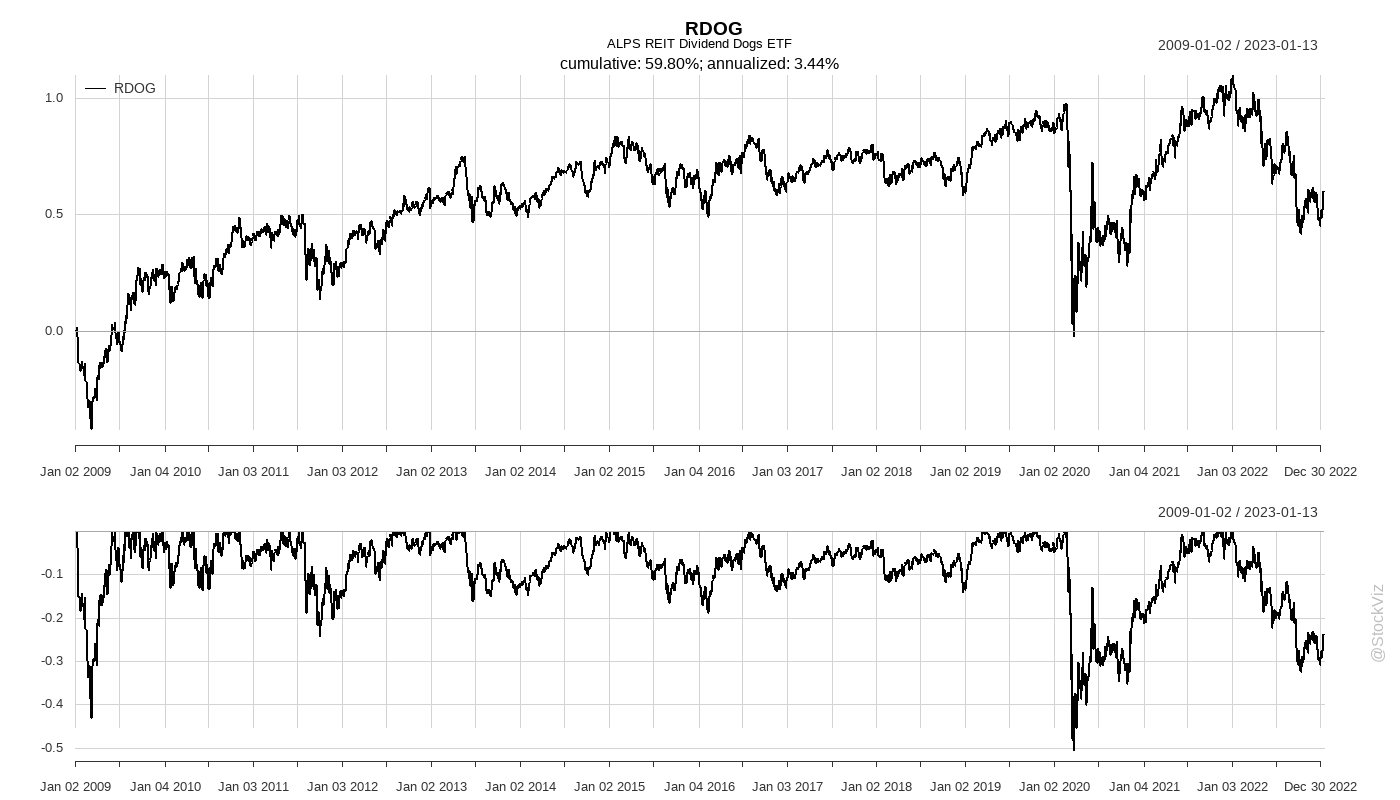 RDOG
ALPS REIT Dividend Dogs ETF
cumulative: 59.80%; annualized: 3.44%
2009-01-02 / 2023-01-13
RDOG
1.0
0.5
0.0
Jan 02 2009 Jan 04 2010 Jan 03 2011 Jan 03 2012 Jan 02 2013 Jan 02 2014 Jan 02 2015 Jan 04 2016 Jan 03 2017 Jan 02 2018 Jan 02 2019 Jan 02 2020 Jan 04 2021 Jan 03 2022 Dec 30 2022
2009-01-02 / 2023-01-13
-0.1
-0.2
-0.3
-0.4
-0.5
Jan 02 2009 Jan 04 2010 Jan 03 2011 Jan 03 2012 Jan 02 2013 Jan 02 2014 Jan 02 2015 Jan 04 2016 Jan 03 2017 Jan 02 2018 Jan 02 2019 Jan 02 2020 Jan 04 2021 Jan 03 2022 Dec 30 2022
@StockViz